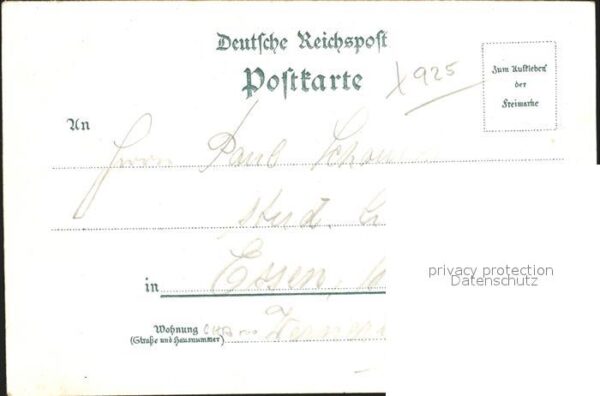 Deutsche Reichspost
Postkarte
X925
Zum Aufkleben
der
Freimarke
An
Herrn Paul
stud.
in Essen,
Wohnung
(Straße und Hausnummer)
privacy protection
Datenschutz